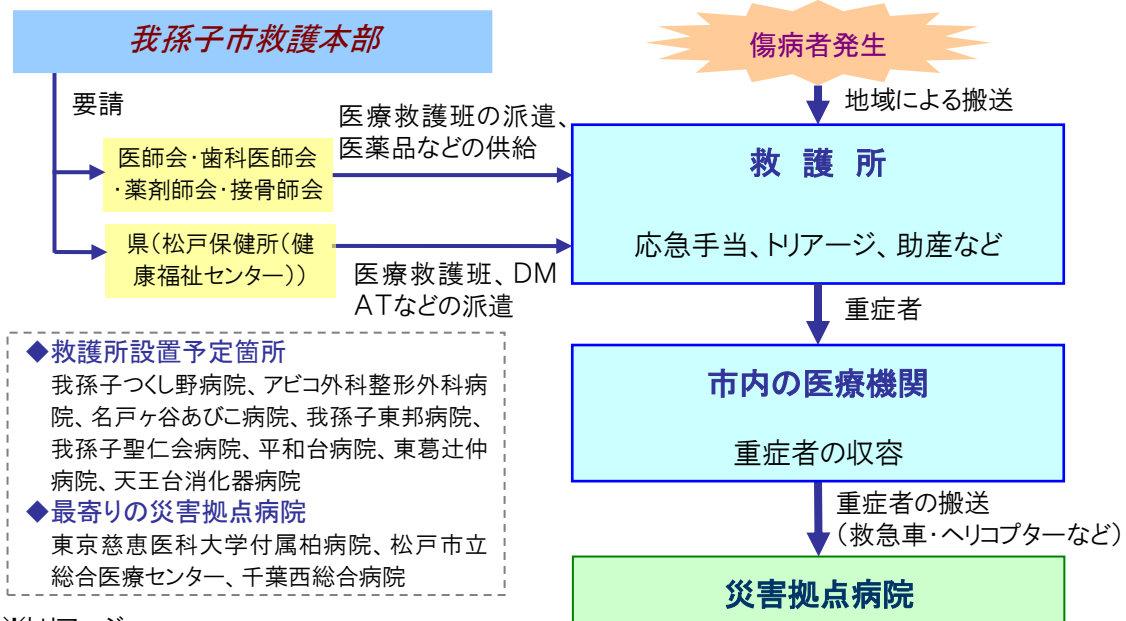 我孫子市救護本部
傷病者発生
要請
地域による搬送
医療救護班の派遣、
医薬品などの供給
医師会・歯科医師会
・薬剤師会・接骨師会
救 護 所
応急手当、トリアージ、助産など
県(松戸保健所(健
康福祉センター))
医療救護班、DM
ATなどの派遣
重症者
◆救護所設置予定箇所
我孫子つくし野病院、アビコ外科整形外科病
院、名戸ヶ谷あびこ病院、我孫子東邦病院、
我孫子聖仁会病院、平和台病院、東葛辻仲
病院、天王台消化器病院
◆最寄りの災害拠点病院
東京慈恵医科大学付属柏病院、松戸市立
総合医療センター、千葉西総合病院
市内の医療機関
重症者の収容
重症者の搬送
(救急車・ヘリコプターなど)
災害拠点病院
※トリアージ